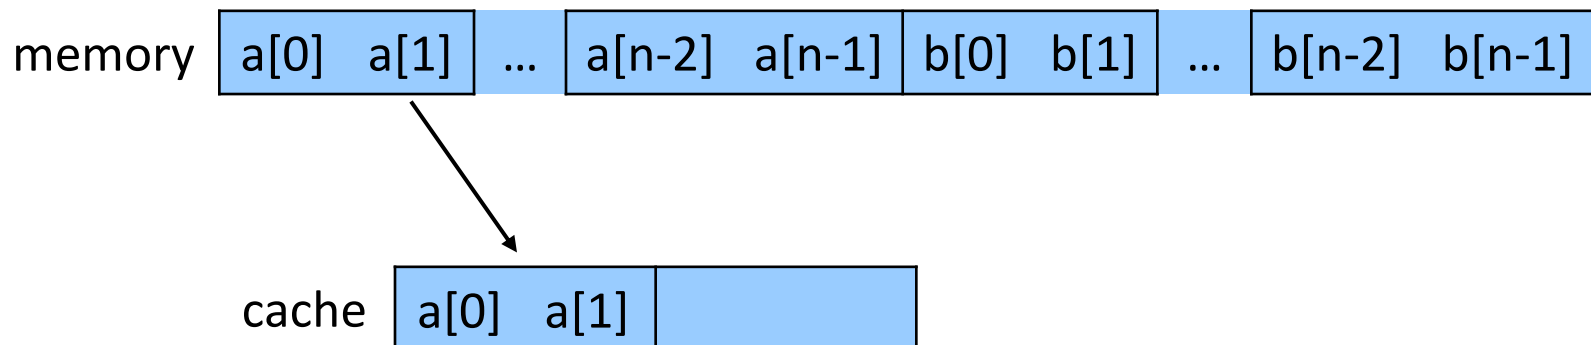 memory a[0] a[1] ... a[n-2] a[n-1] b[0] b[1] ... b[n-2] b[n-1]
cache a[0] a[1]